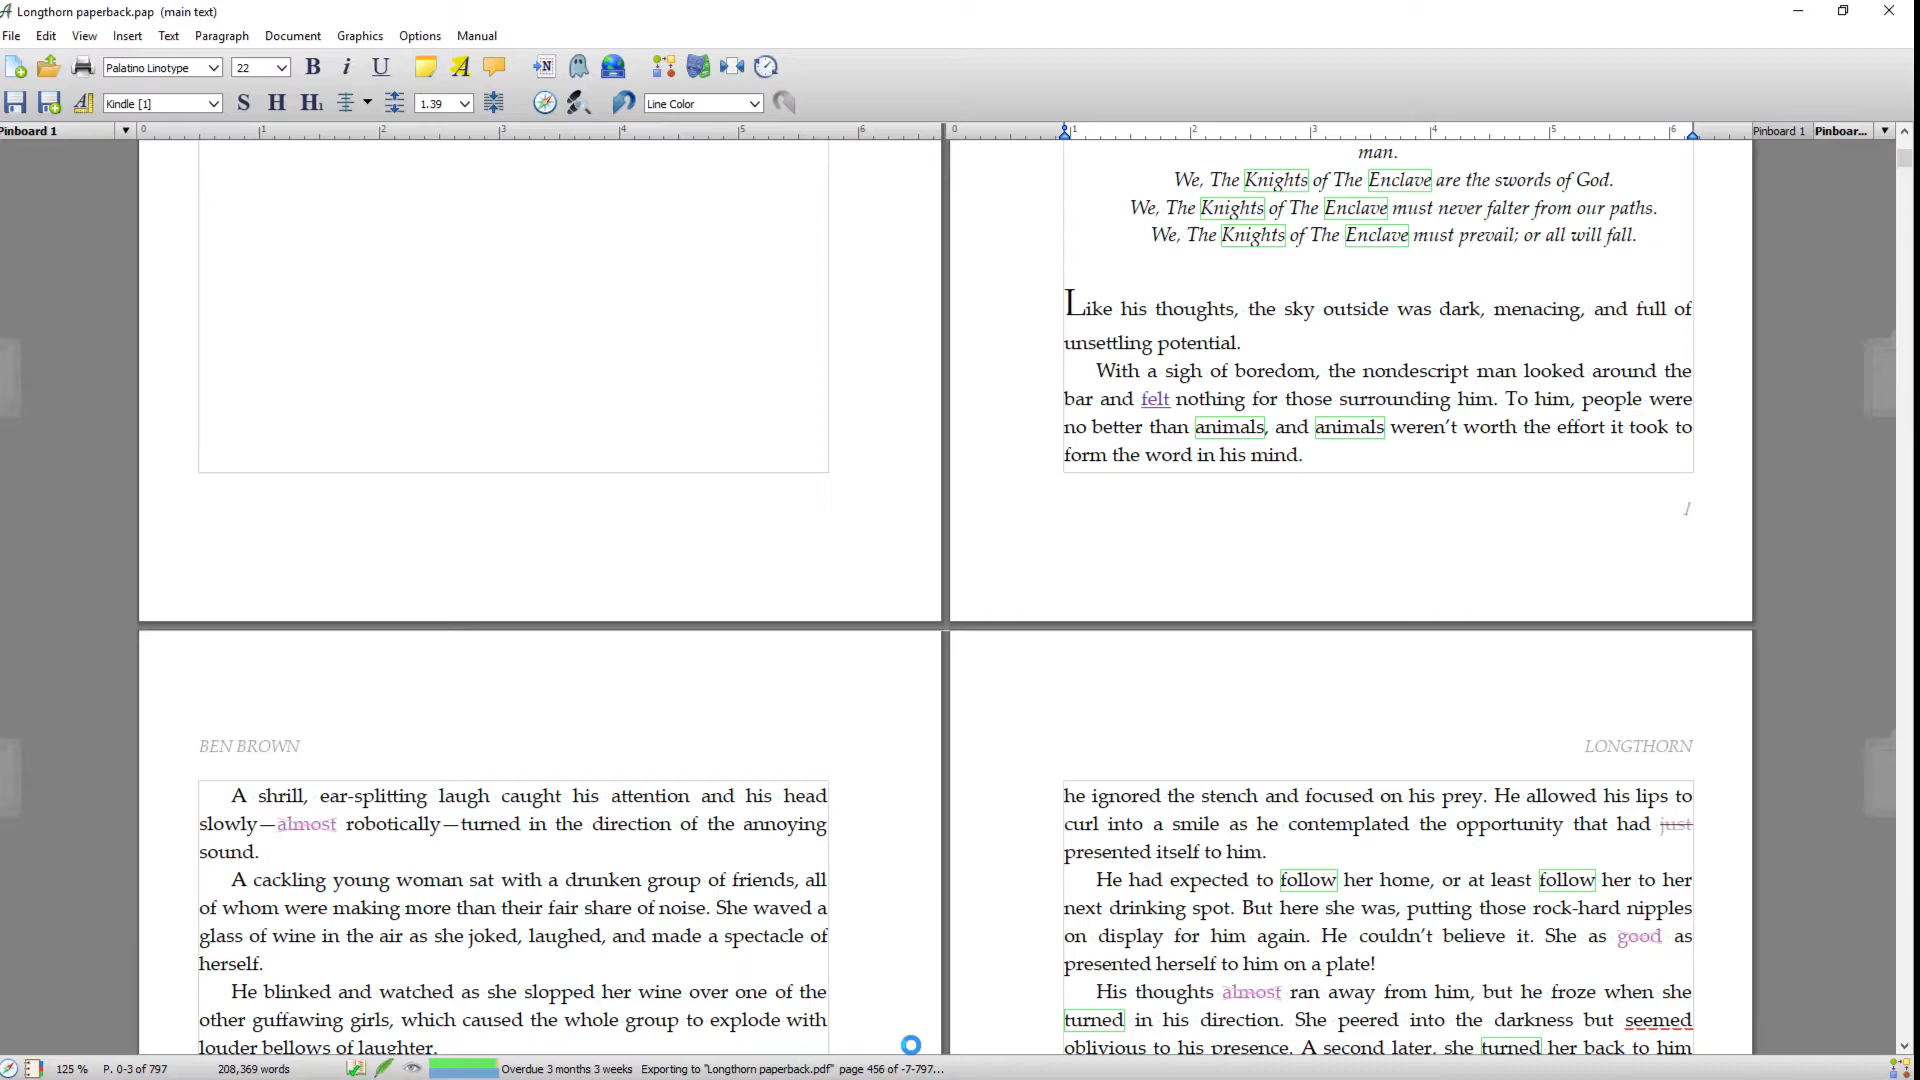 Longthorn paperback.pap (main text)
File Edit View Insert Text Paragraph Document Graphics Options Manual
Palatino Linotype 22 B i U A N
Kindle [1] S H H1 1.39 Line Color
Pinboard 1 0 1 2 3 4 5 6 0 1 2 3 4 5 6 Pinboard 1 Pinboar...
man.
We, The Knights of The Enclave are the swords of God.
We, The Knights of The Enclave must never falter from our paths.
We, The Knights of The Enclave must prevail; or all will fall.
Like his thoughts, the sky outside was dark, menacing, and full of
unsettling potential.
With a sigh of boredom, the nondescript man looked around the
bar and felt nothing for those surrounding him. To him, people were
no better than animals, and animals weren't worth the effort it took to
form the word in his mind.
1
BEN BROWN
A shrill, ear-splitting laugh caught his attention and his head
slowly—almost robotically—turned in the direction of the annoying
sound.
A cackling young woman sat with a drunken group of friends, all
of whom were making more than their fair share of noise. She waved a
glass of wine in the air as she joked, laughed, and made a spectacle of
herself.
He blinked and watched as she slopped her wine over one of the
other guffawing girls, which caused the whole group to explode with
louder bellows of laughter.
LONGTHORN
he ignored the stench and focused on his prey. He allowed his lips to
curl into a smile as he contemplated the opportunity that had just
presented itself to him.
He had expected to follow her home, or at least follow her to her
next drinking spot. But here she was, putting those rock-hard nipples
on display for him again. He couldn't believe it. She as good as
presented herself to him on a plate!
His thoughts almost ran away from him, but he froze when she
turned in his direction. She peered into the darkness but seemed
oblivious to his presence. A second later, she turned her back to him
125 % P. 0-3 of 797 208,369 words Overdue 3 months 3 weeks Exporting to "Longthorn paperback.pdf" page 456 of -7-797...